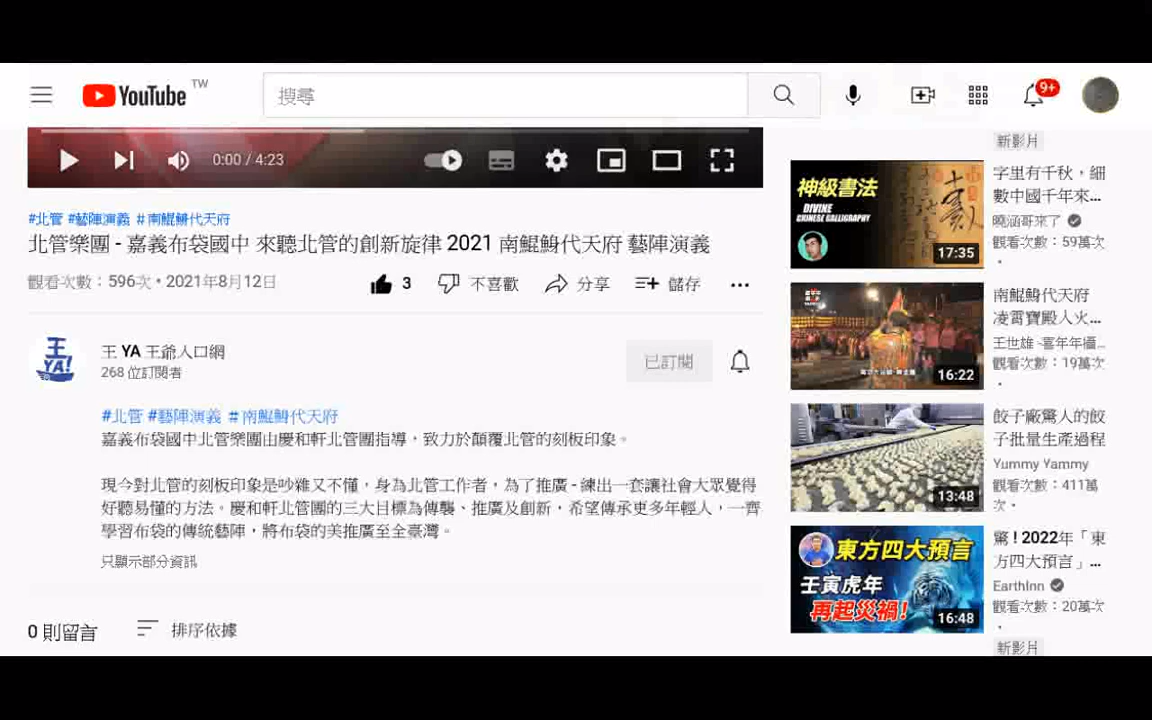 YouTube TW
搜尋
9+
0:00 / 4:23
#北管 #藝陣演義 # 南鯤鯓代天府
北管樂團 - 嘉義布袋國中 來聽北管的創新旋律 2021 南鯤鯓代天府 藝陣演義
觀看次數：596次 • 2021年8月12日
3 不喜歡 分享 儲存
王 YA!
王 YA 王爺入口網
268 位訂閱者
已訂閱
#北管 #藝陣演義 # 南鯤鯓代天府
嘉義布袋國中北管樂團由慶和軒北管團指導，致力於顛覆北管的刻板印象。
現今對北管的刻板印象是吵雜又不懂，身為北管工作者，為了推廣 - 練出一套讓社會大眾覺得
好聽易懂的方法。慶和軒北管團的三大目標為傳襲、推廣及創新，希望傳承更多年輕人，一齊
學習布袋的傳統藝陣，將布袋的美推廣至全臺灣。
只顯示部分資訊
0 則留言 排序依據
新影片
神級書法
DIVINE
CHINESE CALLIGRAPHY
17:35
字里有千秋，細
數中國千年來...
曉涵哥來了
觀看次數：59萬次
16:22
南鯤鯓代天府
凌霄寶殿人火...
觀看次數：19萬次
13:48
餃子廠驚人的餃
子批量生產過程
Yummy Yammy
觀看次數：411萬
次 •
東方四大預言
壬寅虎年
再起災禍!
16:48
驚 ! 2022年「東
方四大預言」...
EarthInn
觀看次數：20萬次
新影片